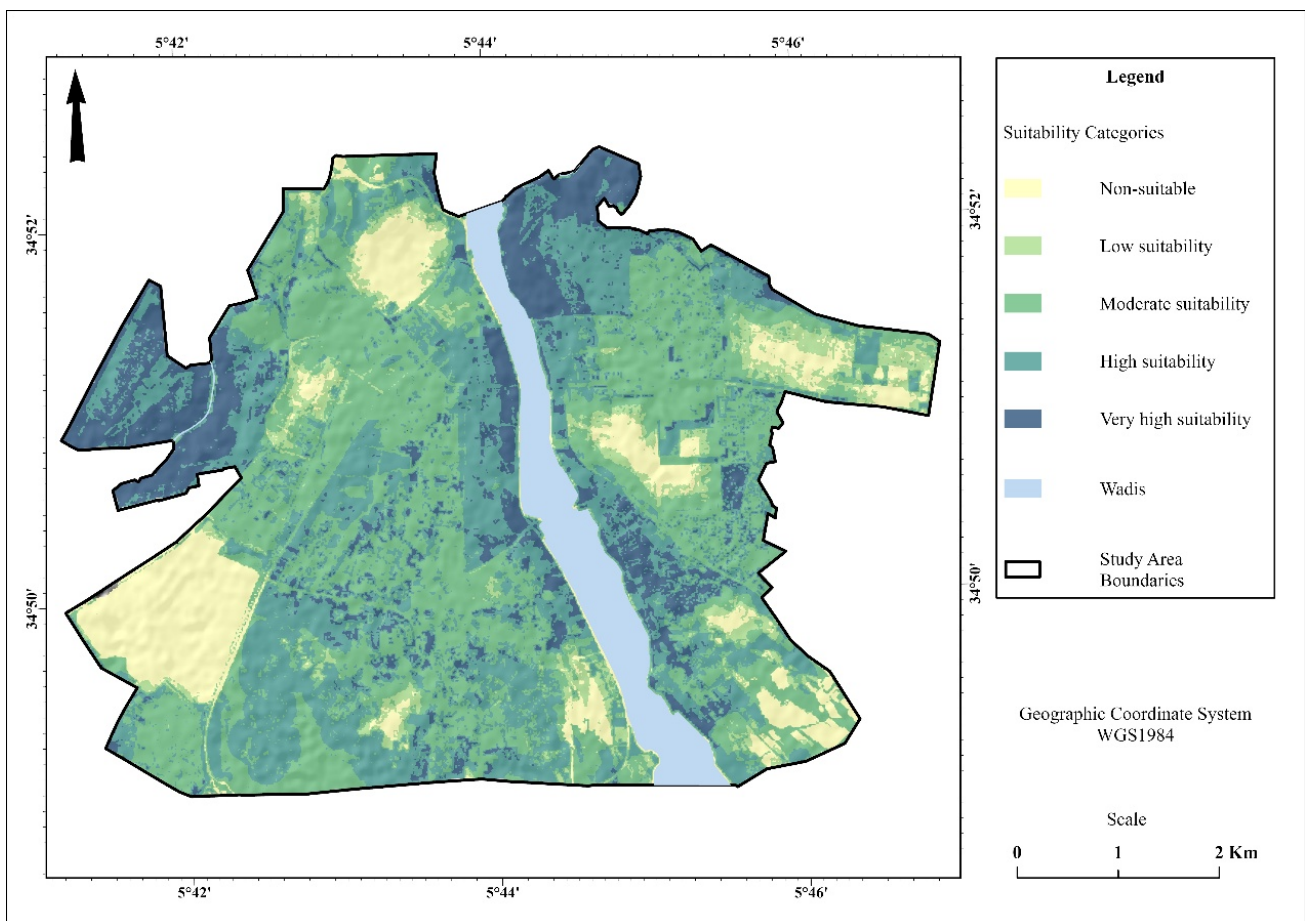 5°42' 5°44' 5°46'
34°52' 34°52'
34°50' 34°50'
5°42' 5°44' 5°46'
Legend
Suitability Categories
Non-suitable
Low suitability
Moderate suitability
High suitability
Very high suitability
Wadis
Study Area
Boundaries
Geographic Coordinate System
WGS1984
Scale
0 1 2 Km